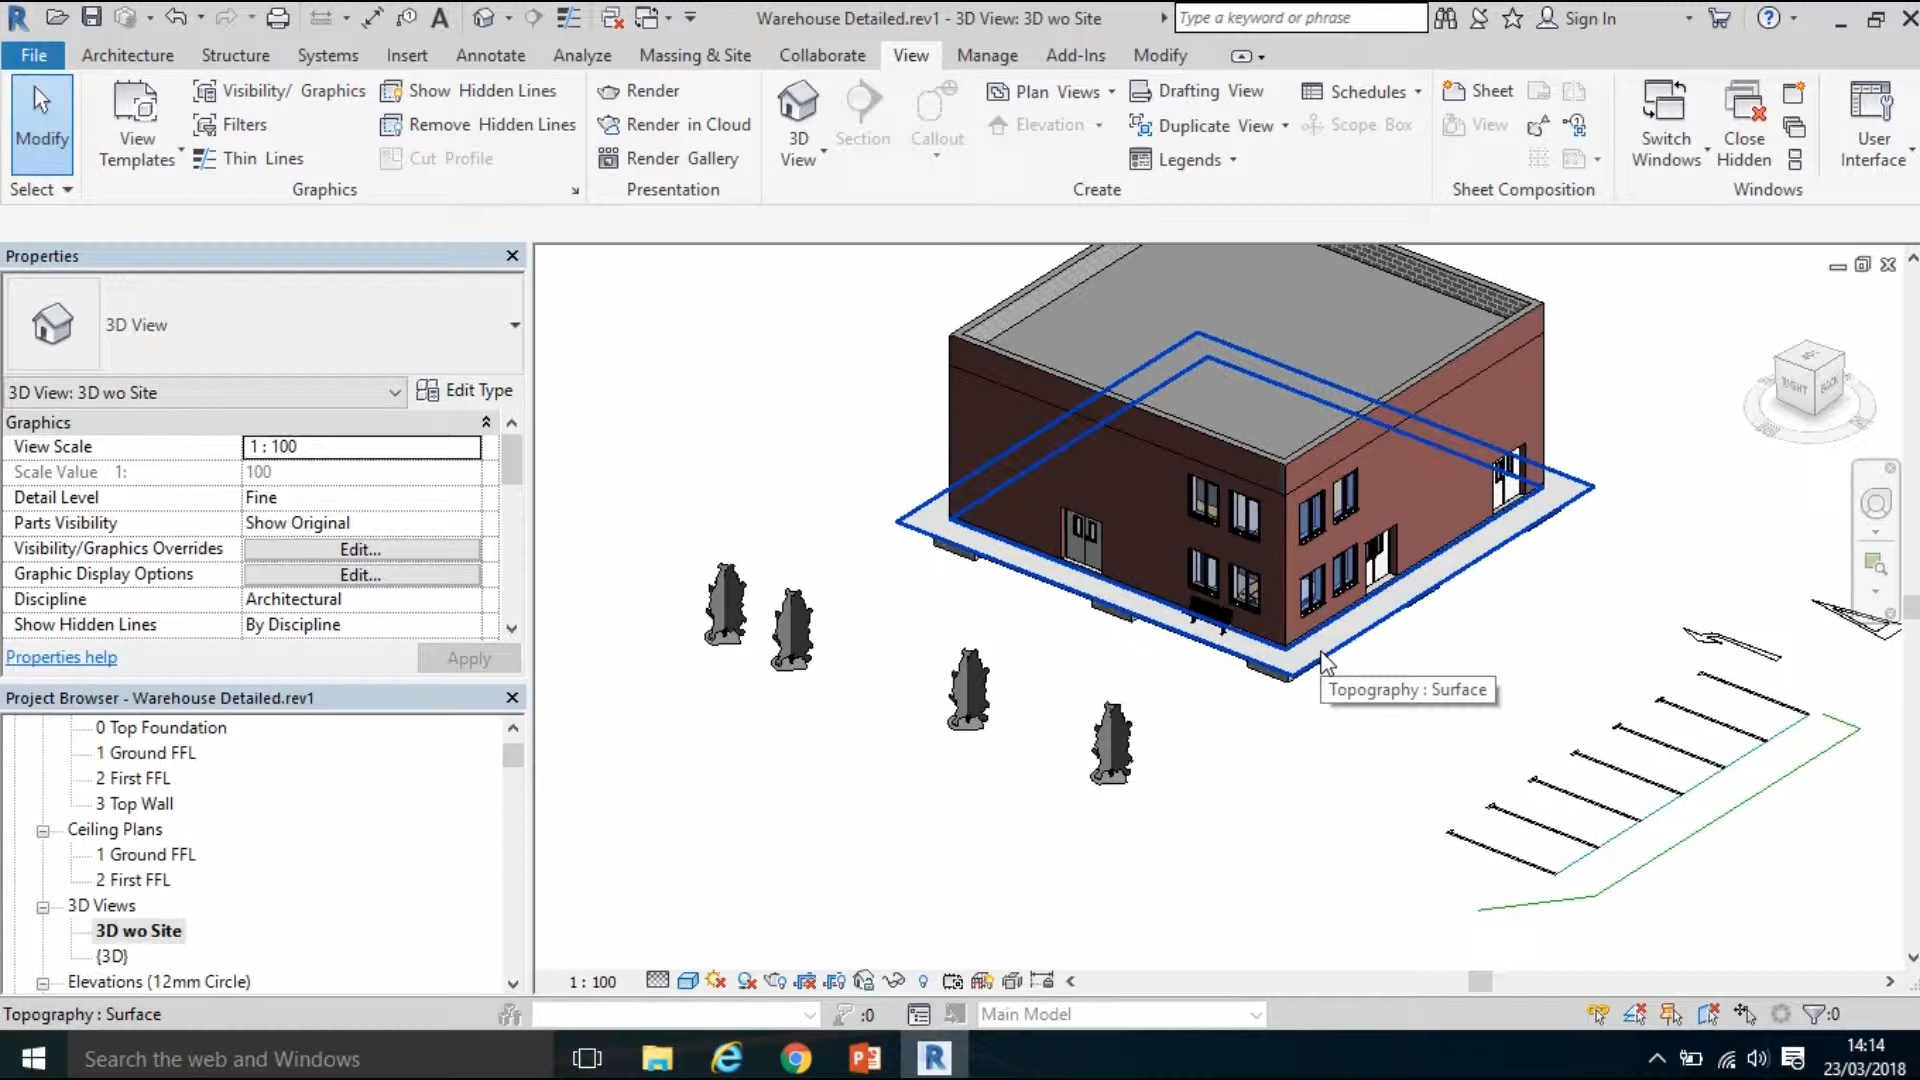 Warehouse Detailed.rev1 - 3D View: 3D wo Site
Type a keyword or phrase
Sign In
File Architecture Structure Systems Insert Annotate Analyze Massing & Site Collaborate View Manage Add-Ins Modify
Modify
Select
View Templates
Visibility/ Graphics
Filters
Thin Lines
Show Hidden Lines
Remove Hidden Lines
Cut Profile
Graphics
Render
Render in Cloud
Render Gallery
Presentation
3D View
Section
Callout
Plan Views
Elevation
Drafting View
Duplicate View
Legends
Schedules
Scope Box
Create
Sheet
View
Sheet Composition
Switch Windows
Close Hidden
User Interface
Windows
Properties
3D View
3D View: 3D wo Site
Edit Type
Graphics
View Scale 1 : 100
Scale Value 1: 100
Detail Level Fine
Parts Visibility Show Original
Visibility/Graphics Overrides Edit...
Graphic Display Options Edit...
Discipline Architectural
Show Hidden Lines By Discipline
Properties help
Apply
Project Browser - Warehouse Detailed.rev1
0 Top Foundation
1 Ground FFL
2 First FFL
3 Top Wall
Ceiling Plans
1 Ground FFL
2 First FFL
3D Views
3D wo Site
{3D}
Elevations (12mm Circle)
RIGHT
BACK
Topography : Surface
1 : 100
Topography : Surface
:0
Main Model
:0
Search the web and Windows
14:14
23/03/2018